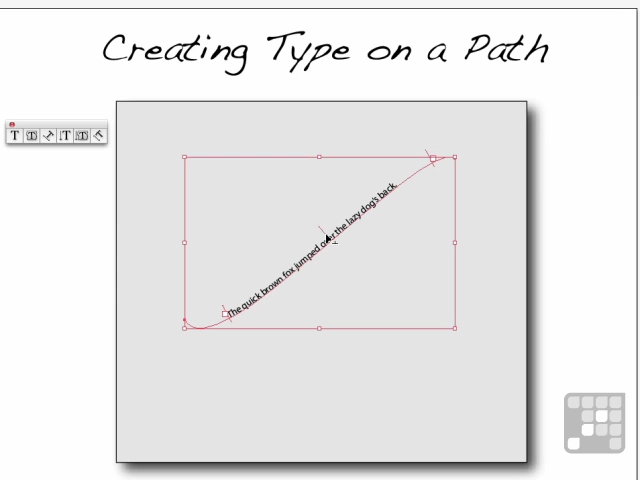 Creating Type on a Path
T T T T T T
The quick brown fox jumped over the lazy dog's back.